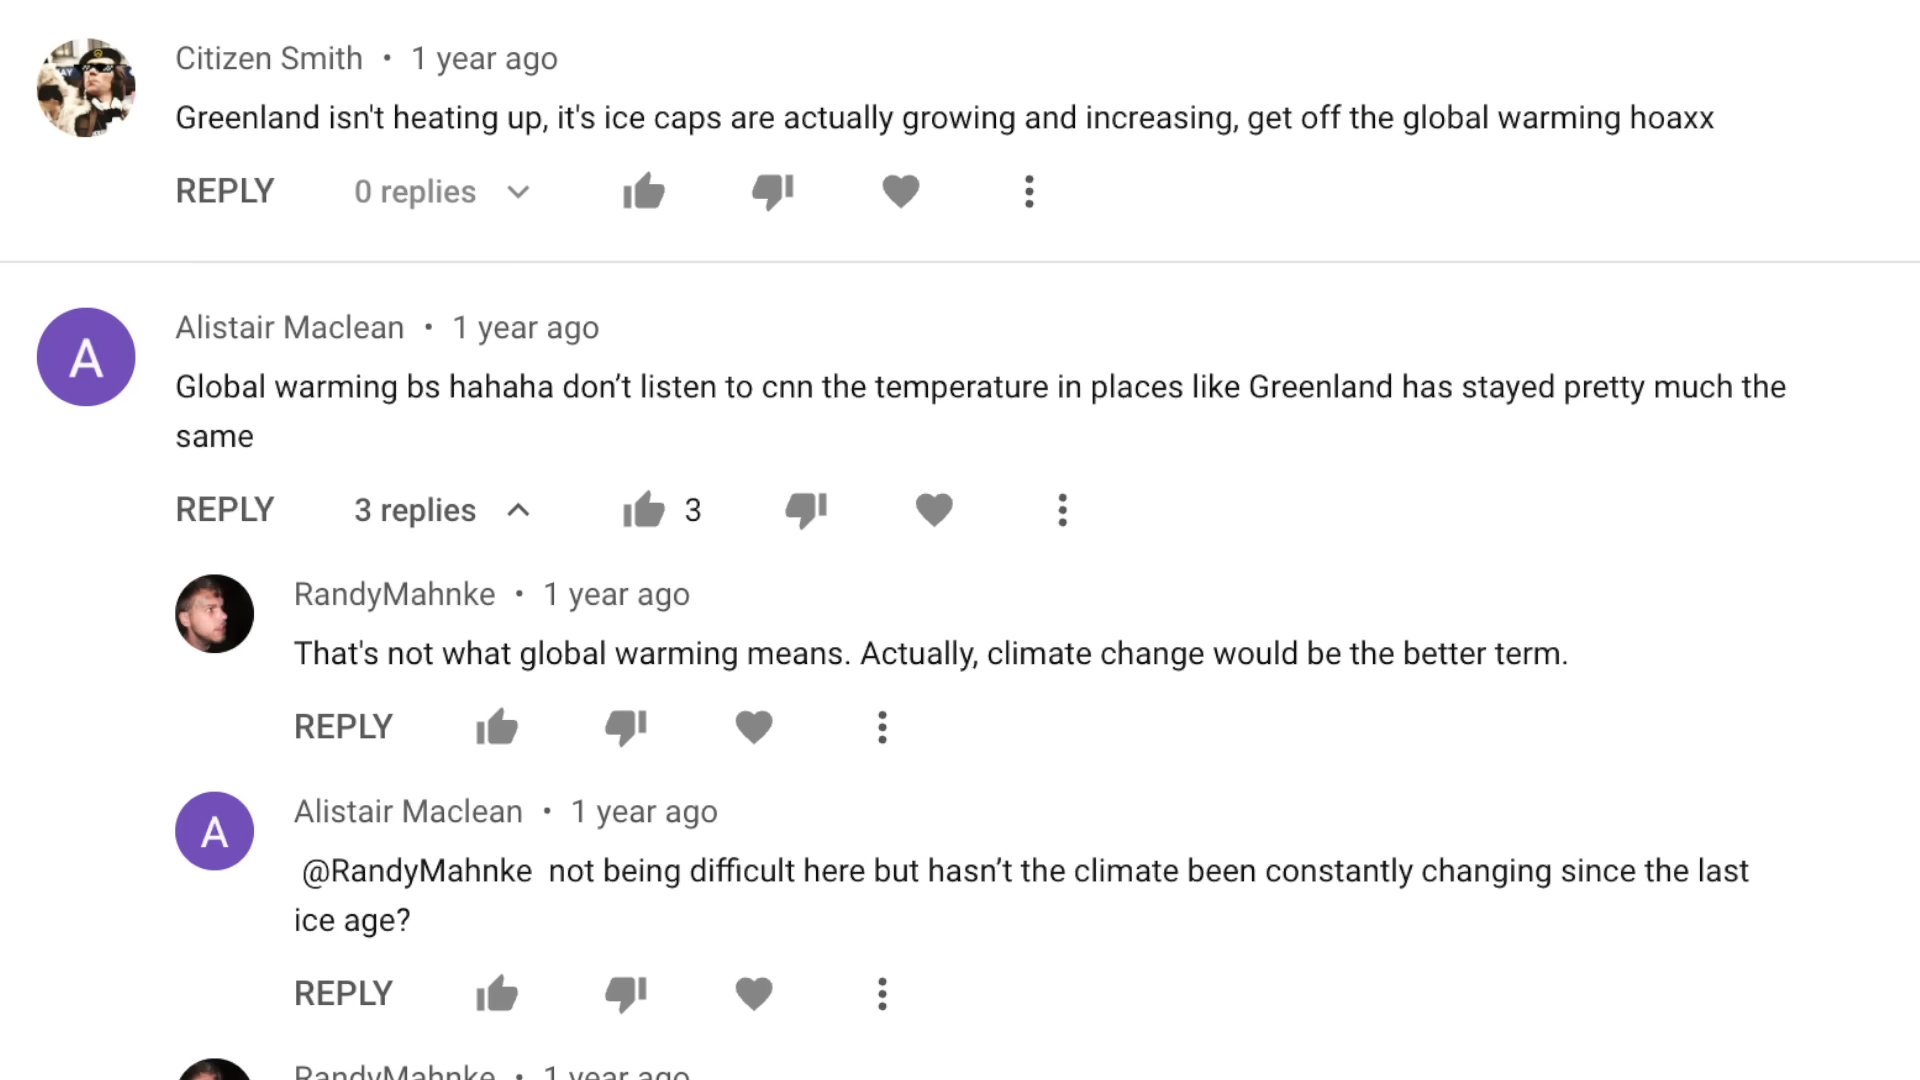 Citizen Smith • 1 year ago
Greenland isn't heating up, it's ice caps are actually growing and increasing, get off the global warming hoaxx
REPLY 0 replies
Alistair Maclean • 1 year ago
A
Global warming bs hahaha don’t listen to cnn the temperature in places like Greenland has stayed pretty much the
same
REPLY 3 replies 3
RandyMahnke • 1 year ago
That's not what global warming means. Actually, climate change would be the better term.
REPLY
Alistair Maclean • 1 year ago
A
@RandyMahnke not being difficult here but hasn’t the climate been constantly changing since the last
ice age?
REPLY
RandyMahnke • 1 year ago